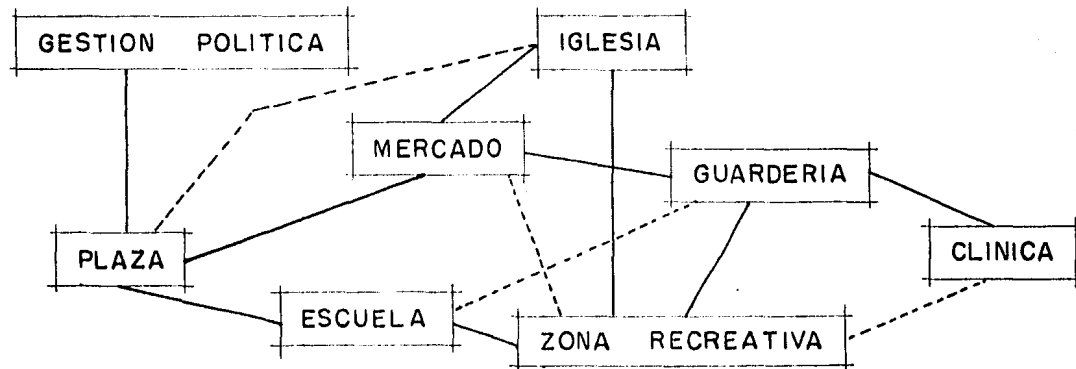 GESTION POLITICA
IGLESIA
MERCADO
GUARDERIA
PLAZA
CLINICA
ESCUELA
ZONA RECREATIVA